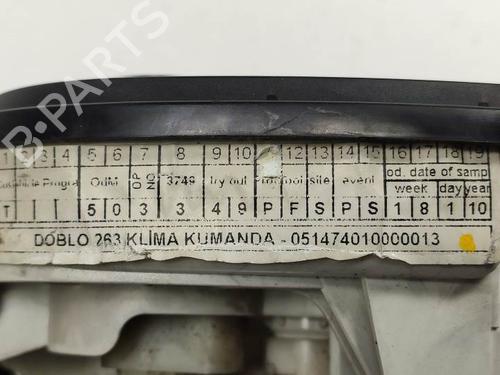 B-PARTS
1 2 3 4 5 6 7 8 9 10 12 13 14 15 16 17 18 19
OdM OP NO 3749 try out site event od. date of samp
week day year
T 5 0 3 3 4 9 P F S P S 1 8 1 10
DOBLO 263 KLİMA KUMANDA - 051474010000013